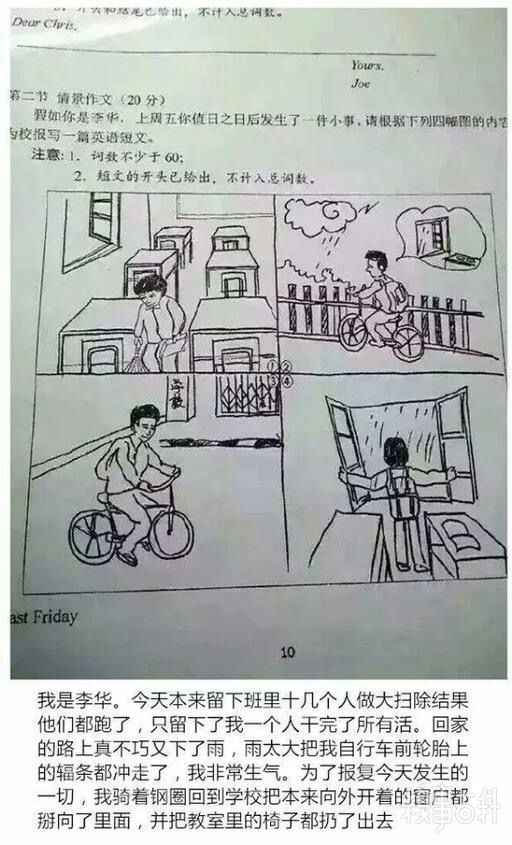 3. 开头和结尾已给出，不计入总词数。
Dear Chris,
Yours,
Joe
第二节 情景作文（20分）
假如你是李华，上周五你值日之日后发生了一件小事，请根据下列四幅图的内容
为校报写一篇英语短文。
注意：1. 词数不少于60；
2. 短文的开头已给出，不计入总词数。
① ②
③ ④
学校
ast Friday
10
我是李华。今天本来留下班里十几个人做大扫除结果
他们都跑了，只留下了我一个人干完了所有活。回家
的路上真不巧又下了雨，雨太大把我自行车前轮胎上
的辐条都冲走了，我非常生气。为了报复今天发生的
一切，我骑着钢圈回到学校把本来向外开着的窗户都
掰向了里面，并把教室里的椅子都扔了出去